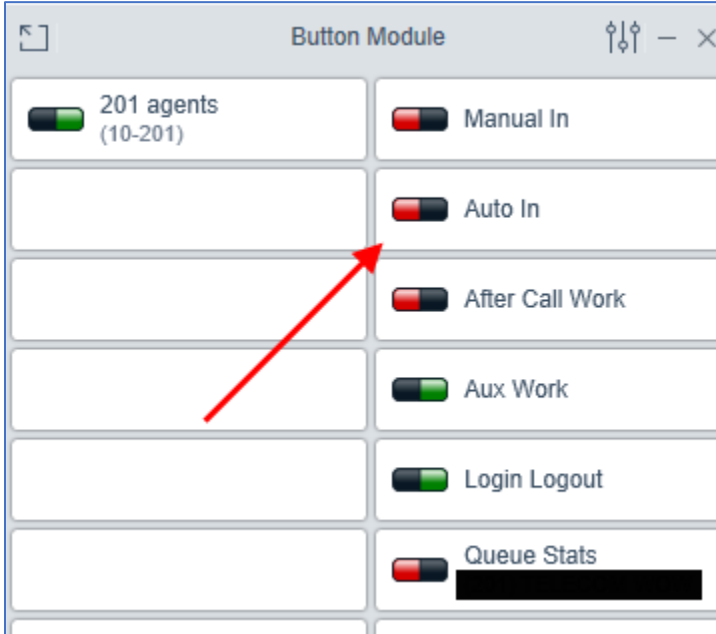 Button Module
201 agents
(10-201)
Manual In
Auto In
After Call Work
Aux Work
Login Logout
Queue Stats